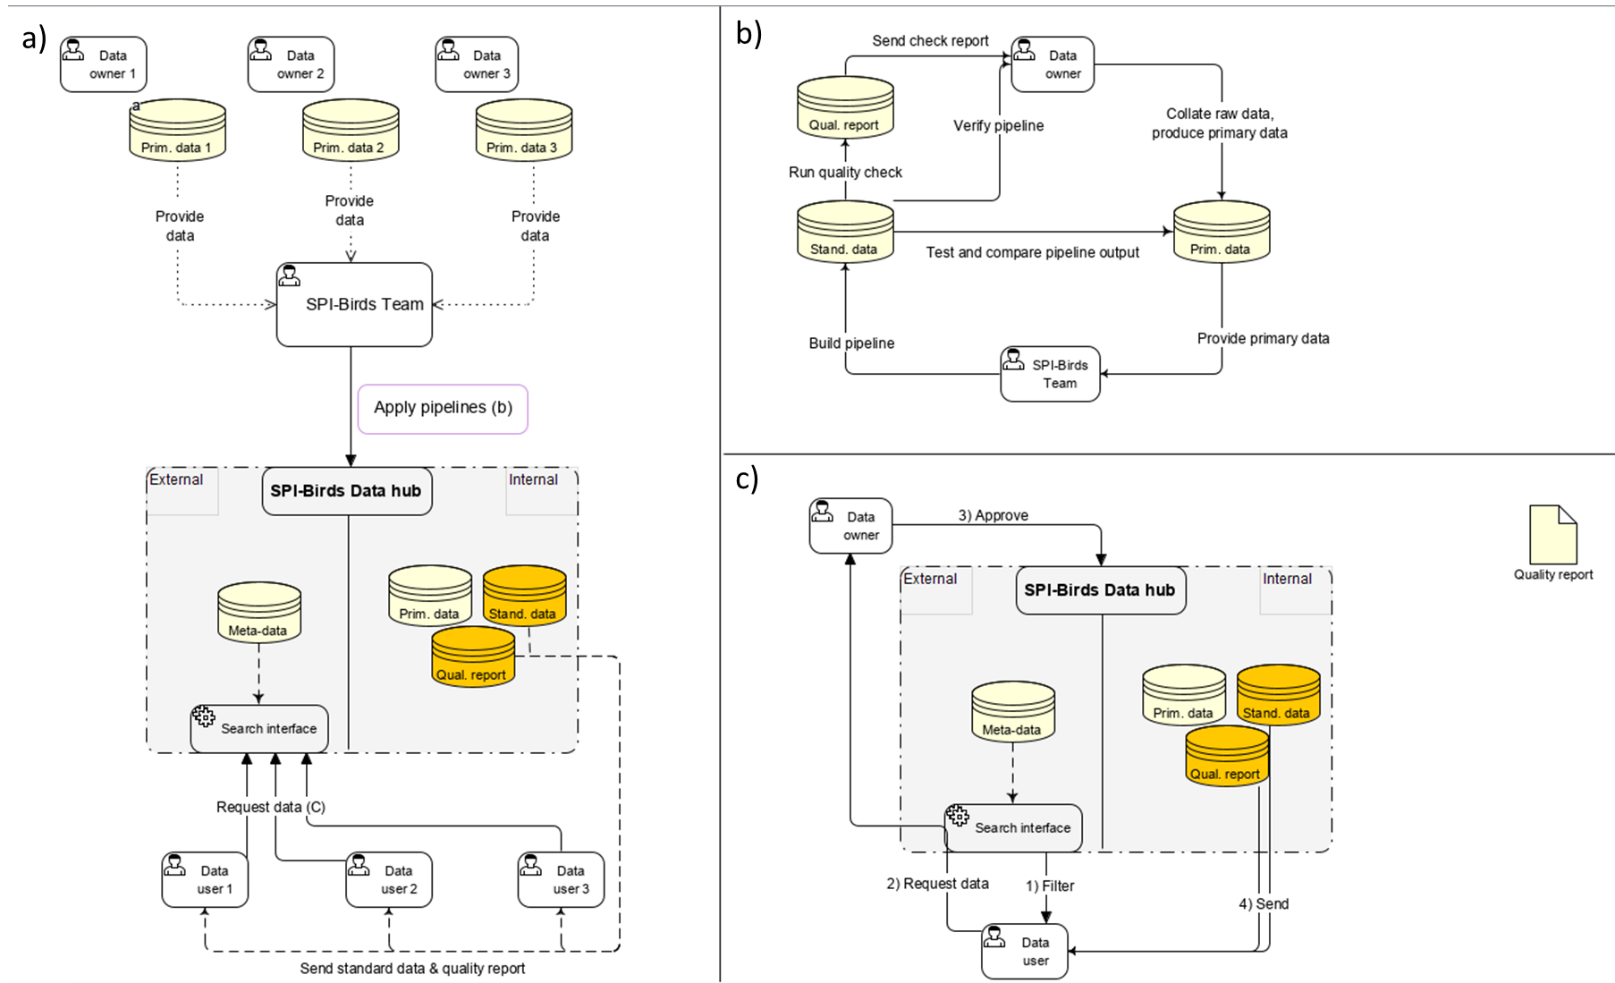 a)
Data
owner 1
Data
owner 2
Data
owner 3
a
Prim. data 1
Prim. data 2
Prim. data 3
Provide
data
Provide
data
Provide
data
SPI-Birds Team
Apply pipelines (b)
External
SPI-Birds Data hub
Internal
Prim. data
Stand. data
Meta-data
Qual. report
Search interface
Request data (C)
Data
user 1
Data
user 2
Data
user 3
Send standard data & quality report
b)
Send check report
Data
owner
Qual. report
Verify pipeline
Collate raw data,
produce primary data
Run quality check
Stand. data
Test and compare pipeline output
Prim. data
Build pipeline
Provide primary data
SPI-Birds
Team
c)
Data
owner
3) Approve
Quality report
External
SPI-Birds Data hub
Internal
Prim. data
Stand. data
Meta-data
Qual. report
Search interface
2) Request data
1) Filter
4) Send
Data
user